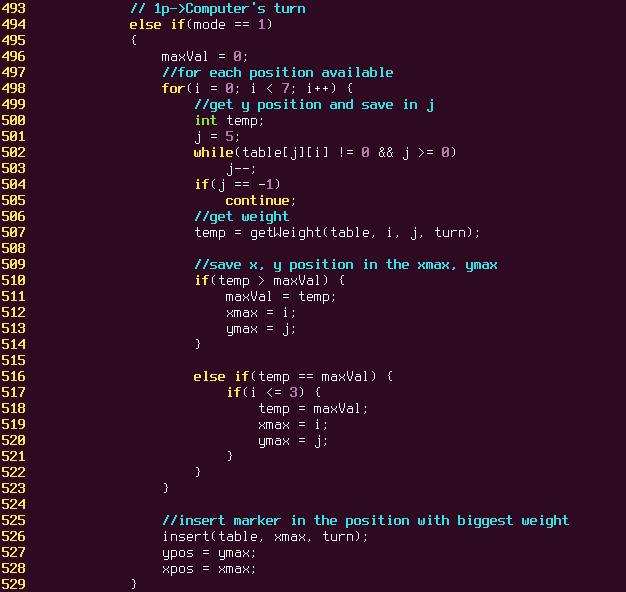 493             // 1p->Computer's turn
494             else if(mode == 1)
495             {
496                 maxVal = 0;
497                 //for each position available
498                 for(i = 0; i < 7; i++) {
499                     //get y position and save in j
500                     int temp;
501                     j = 5;
502                     while(table[j][i] != 0 && j >= 0)
503                         j--;
504                     if(j == -1)
505                         continue;
506                     //get weight
507                     temp = getWeight(table, i, j, turn);
508
509                     //save x, y position in the xmax, ymax
510                     if(temp > maxVal) {
511                         maxVal = temp;
512                         xmax = i;
513                         ymax = j;
514                     }
515
516                     else if(temp == maxVal) {
517                         if(i <= 3) {
518                             temp = maxVal;
519                             xmax = i;
520                             ymax = j;
521                         }
522                     }
523                 }
524
525                 //insert marker in the position with biggest weight
526                 insert(table, xmax, turn);
527                 ypos = ymax;
528                 xpos = xmax;
529             }